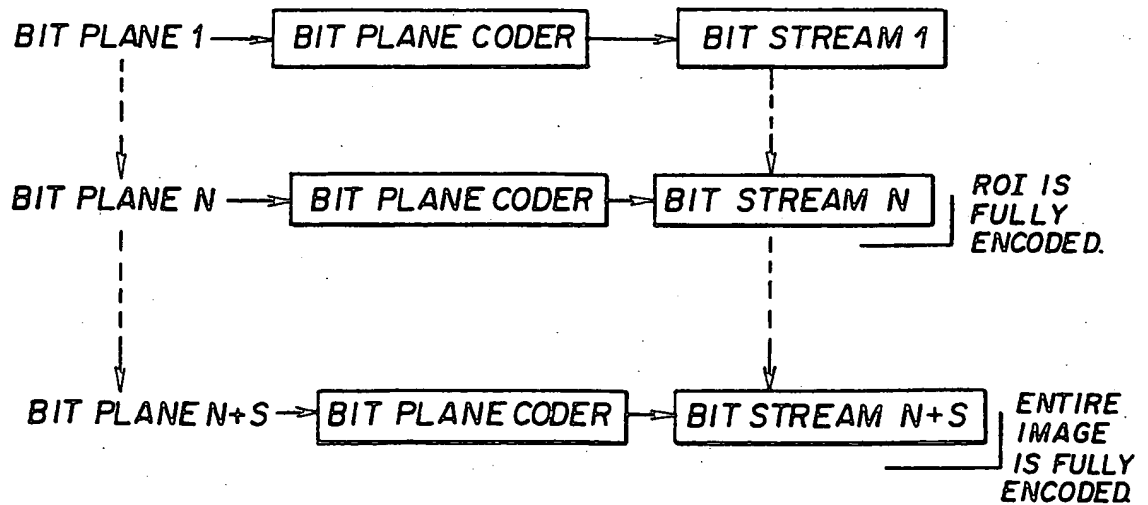 BIT PLANE 1 BIT PLANE CODER BIT STREAM 1
BIT PLANE N BIT PLANE CODER BIT STREAM N
ROI IS
FULLY
ENCODED.
BIT PLANE N+S BIT PLANE CODER BIT STREAM N+S
ENTIRE
IMAGE
IS FULLY
ENCODED.